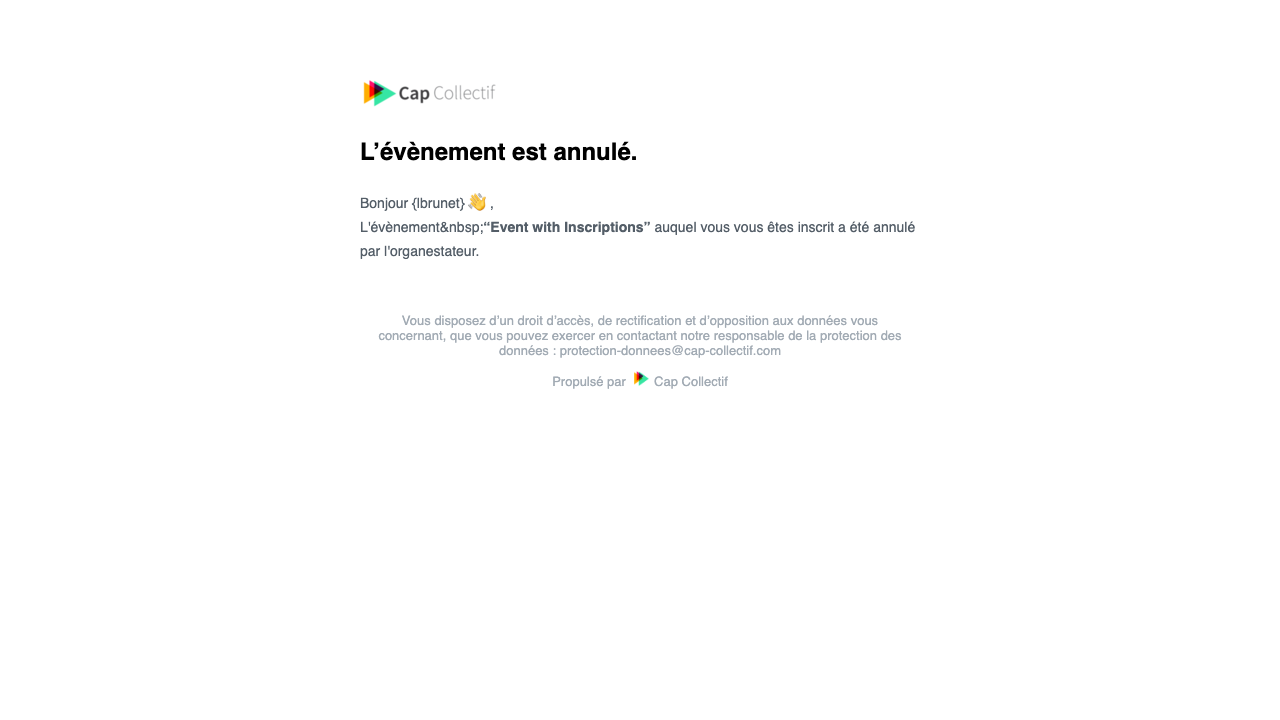 Cap Collectif
L’évènement est annulé.
Bonjour {lbrunet} 👋 ,
L'évènement&nbsp;“Event with Inscriptions” auquel vous vous êtes inscrit a été annulé
par l'organestateur.
Vous disposez d’un droit d’accès, de rectification et d’opposition aux données vous
concernant, que vous pouvez exercer en contactant notre responsable de la protection des
données : protection-donnees@cap-collectif.com
Propulsé par Cap Collectif